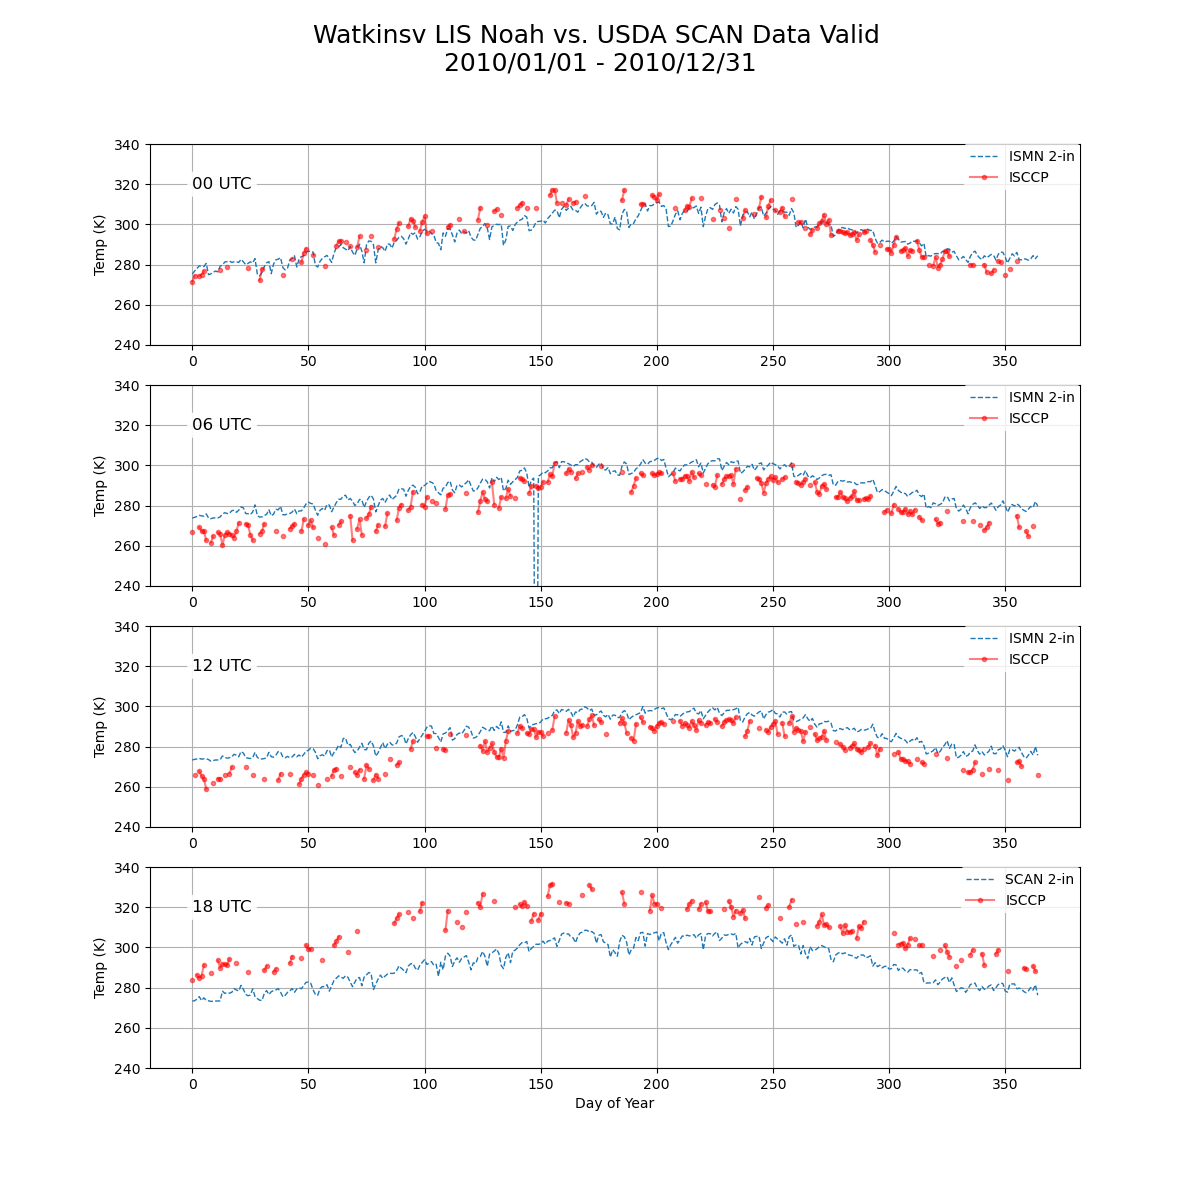 Watkinsv LIS Noah vs. USDA SCAN Data Valid
2010/01/01 - 2010/12/31
340
320
300
280
260
240
Temp (K)
00 UTC
ISMN 2-in
ISCCP
0 50 100 150 200 250 300 350
340
320
300
280
260
240
Temp (K)
06 UTC
ISMN 2-in
ISCCP
0 50 100 150 200 250 300 350
340
320
300
280
260
240
Temp (K)
12 UTC
ISMN 2-in
ISCCP
0 50 100 150 200 250 300 350
340
320
300
280
260
240
Temp (K)
18 UTC
SCAN 2-in
ISCCP
0 50 100 150 200 250 300 350
Day of Year